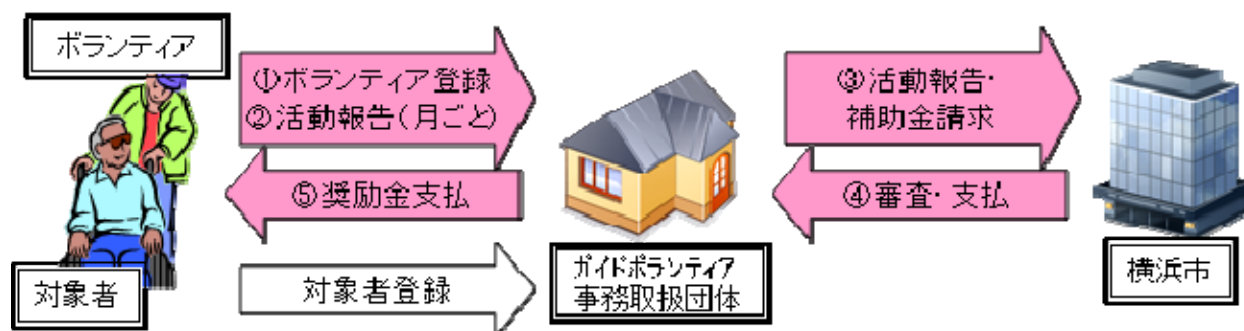 ボランティア
①ボランティア登録
②活動報告(月ごと)
③活動報告・
補助金請求
⑤奨励金支払
④審査・支払
対象者
対象者登録
ガイドボランティア
事務取扱団体
横浜市